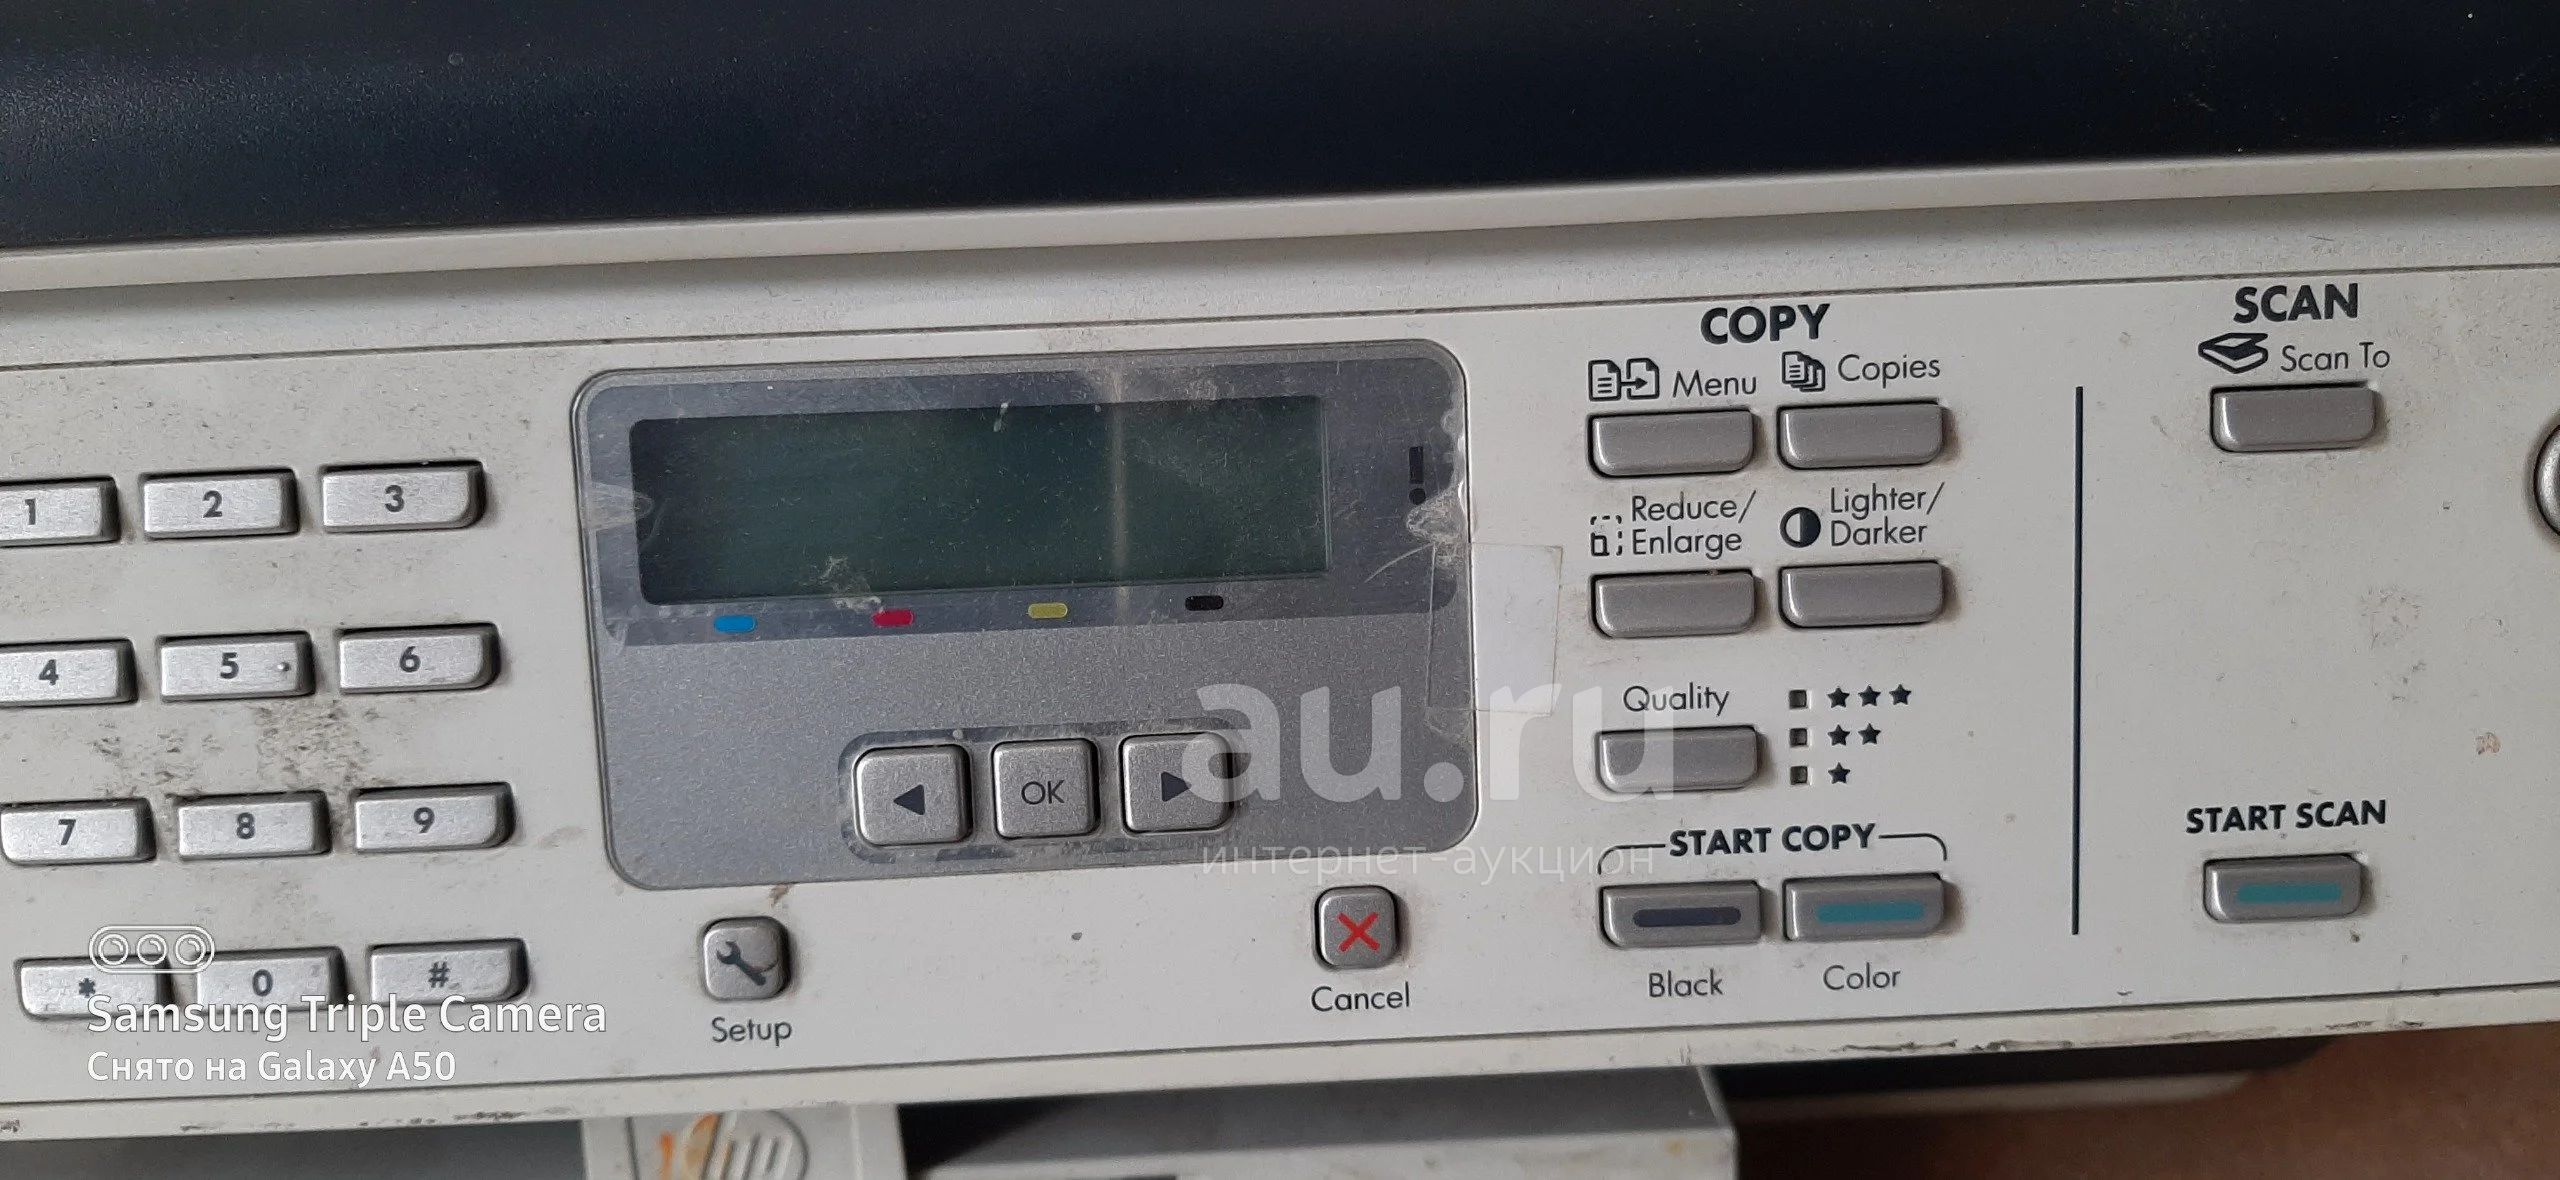 COPY
Menu
Copies
SCAN
Scan To
1
2
3
Reduce/
Enlarge
Lighter/
Darker
4
5
6
Quality
OK
7
8
9
START COPY
START SCAN
*
0
#
Setup
Cancel
Black
Color
hp
au.ru
интернет-аукцион
Samsung Triple Camera
Снято на Galaxy A50